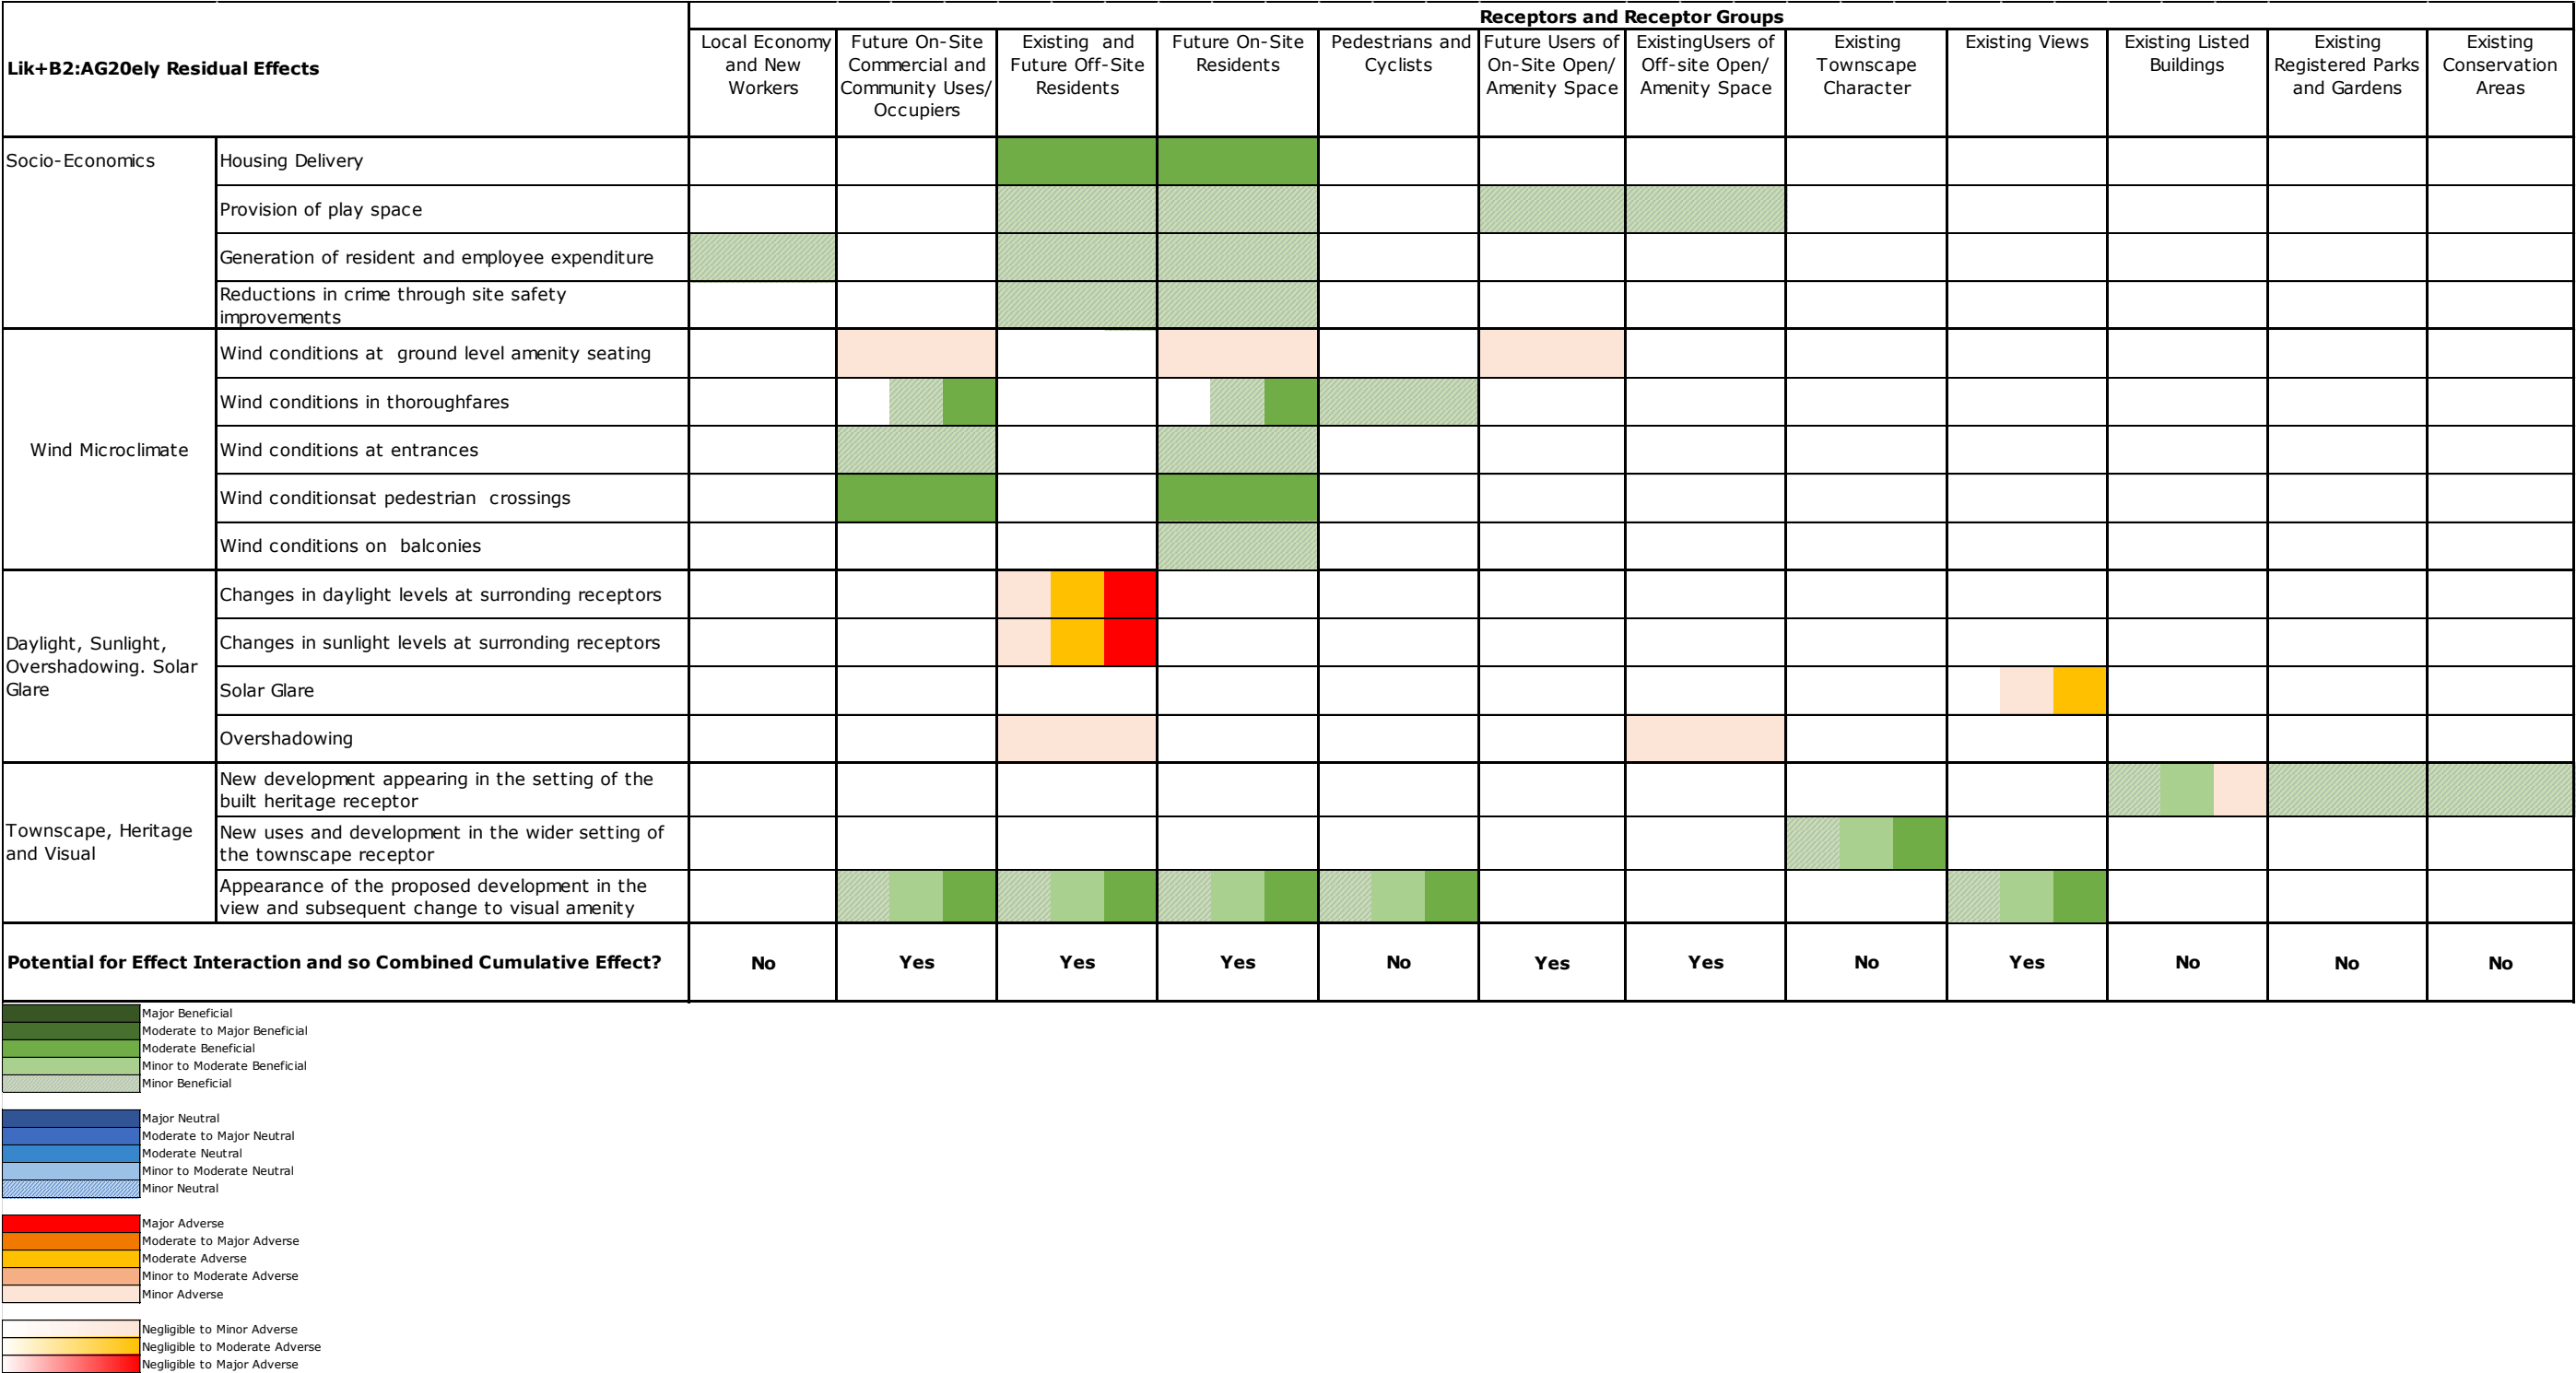 Receptors and Receptor Groups
Lik+B2:AG20ely Residual Effects
Local Economy
and New
Workers
Future On-Site
Commercial and
Community Uses/
Occupiers
Existing and
Future Off-Site
Residents
Future On-Site
Residents
Pedestrians and
Cyclists
Future Users of
On-Site Open/
Amenity Space
ExistingUsers of
Off-site Open/
Amenity Space
Existing
Townscape
Character
Existing Views
Existing Listed
Buildings
Existing
Registered Parks
and Gardens
Existing
Conservation
Areas
Socio-Economics
Housing Delivery
Provision of play space
Generation of resident and employee expenditure
Reductions in crime through site safety
improvements
Wind Microclimate
Wind conditions at ground level amenity seating
Wind conditions in thoroughfares
Wind conditions at entrances
Wind conditionsat pedestrian crossings
Wind conditions on balconies
Daylight, Sunlight,
Overshadowing. Solar
Glare
Changes in daylight levels at surronding receptors
Changes in sunlight levels at surronding receptors
Solar Glare
Overshadowing
Townscape, Heritage
and Visual
New development appearing in the setting of the
built heritage receptor
New uses and development in the wider setting of
the townscape receptor
Appearance of the proposed development in the
view and subsequent change to visual amenity
Potential for Effect Interaction and so Combined Cumulative Effect?
No
Yes
Yes
Yes
No
Yes
Yes
No
Yes
No
No
No
Major Beneficial
Moderate to Major Beneficial
Moderate Beneficial
Minor to Moderate Beneficial
Minor Beneficial
Major Neutral
Moderate to Major Neutral
Moderate Neutral
Minor to Moderate Neutral
Minor Neutral
Major Adverse
Moderate to Major Adverse
Moderate Adverse
Minor to Moderate Adverse
Minor Adverse
Negligible to Minor Adverse
Negligible to Moderate Adverse
Negligible to Major Adverse